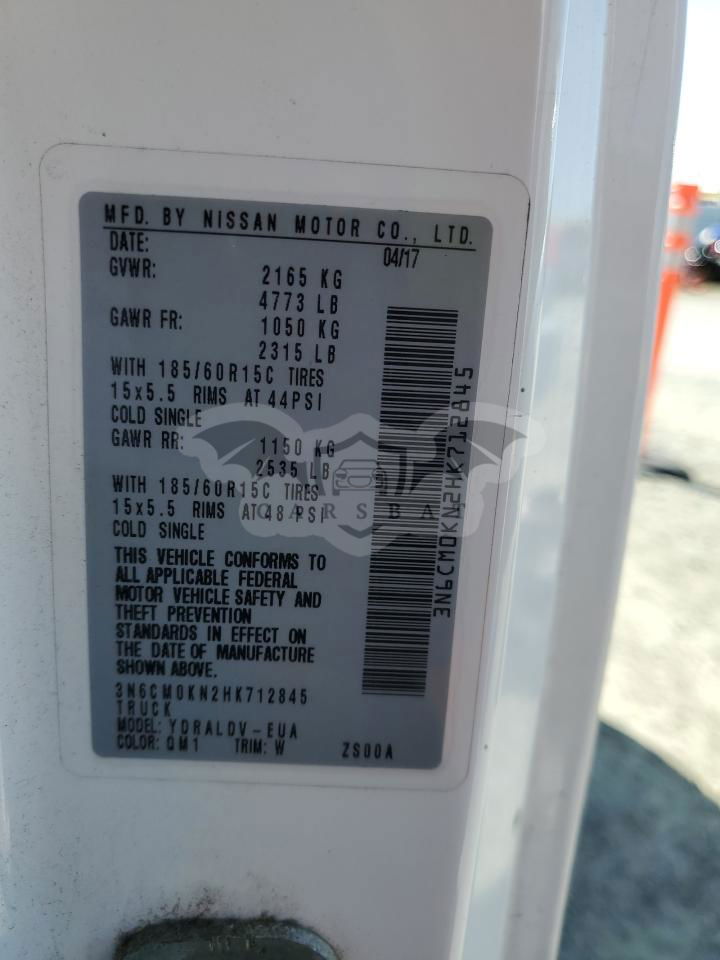 MFD. BY NISSAN MOTOR CO., LTD.
DATE: 04/17
GVWR: 2165 KG
4773 LB
GAWR FR: 1050 KG
2315 LB
WITH 185/60R15C TIRES
15x5.5 RIMS AT 44PSI
COLD SINGLE
GAWR RR: 1150 KG
2535 LB
WITH 185/60R15C TIRES
15x5.5 RIMS AT 48 PSI
COLD SINGLE
THIS VEHICLE CONFORMS TO
ALL APPLICABLE FEDERAL
MOTOR VEHICLE SAFETY AND
THEFT PREVENTION
STANDARDS IN EFFECT ON
THE DATE OF MANUFACTURE
SHOWN ABOVE.
3N6CM0KN2HK712845
TRUCK
MODEL: YDRALDV-EUA
COLOR: QM1 TRIM: W ZS00A
3N6CM0KN2HK712845
CARSBAT